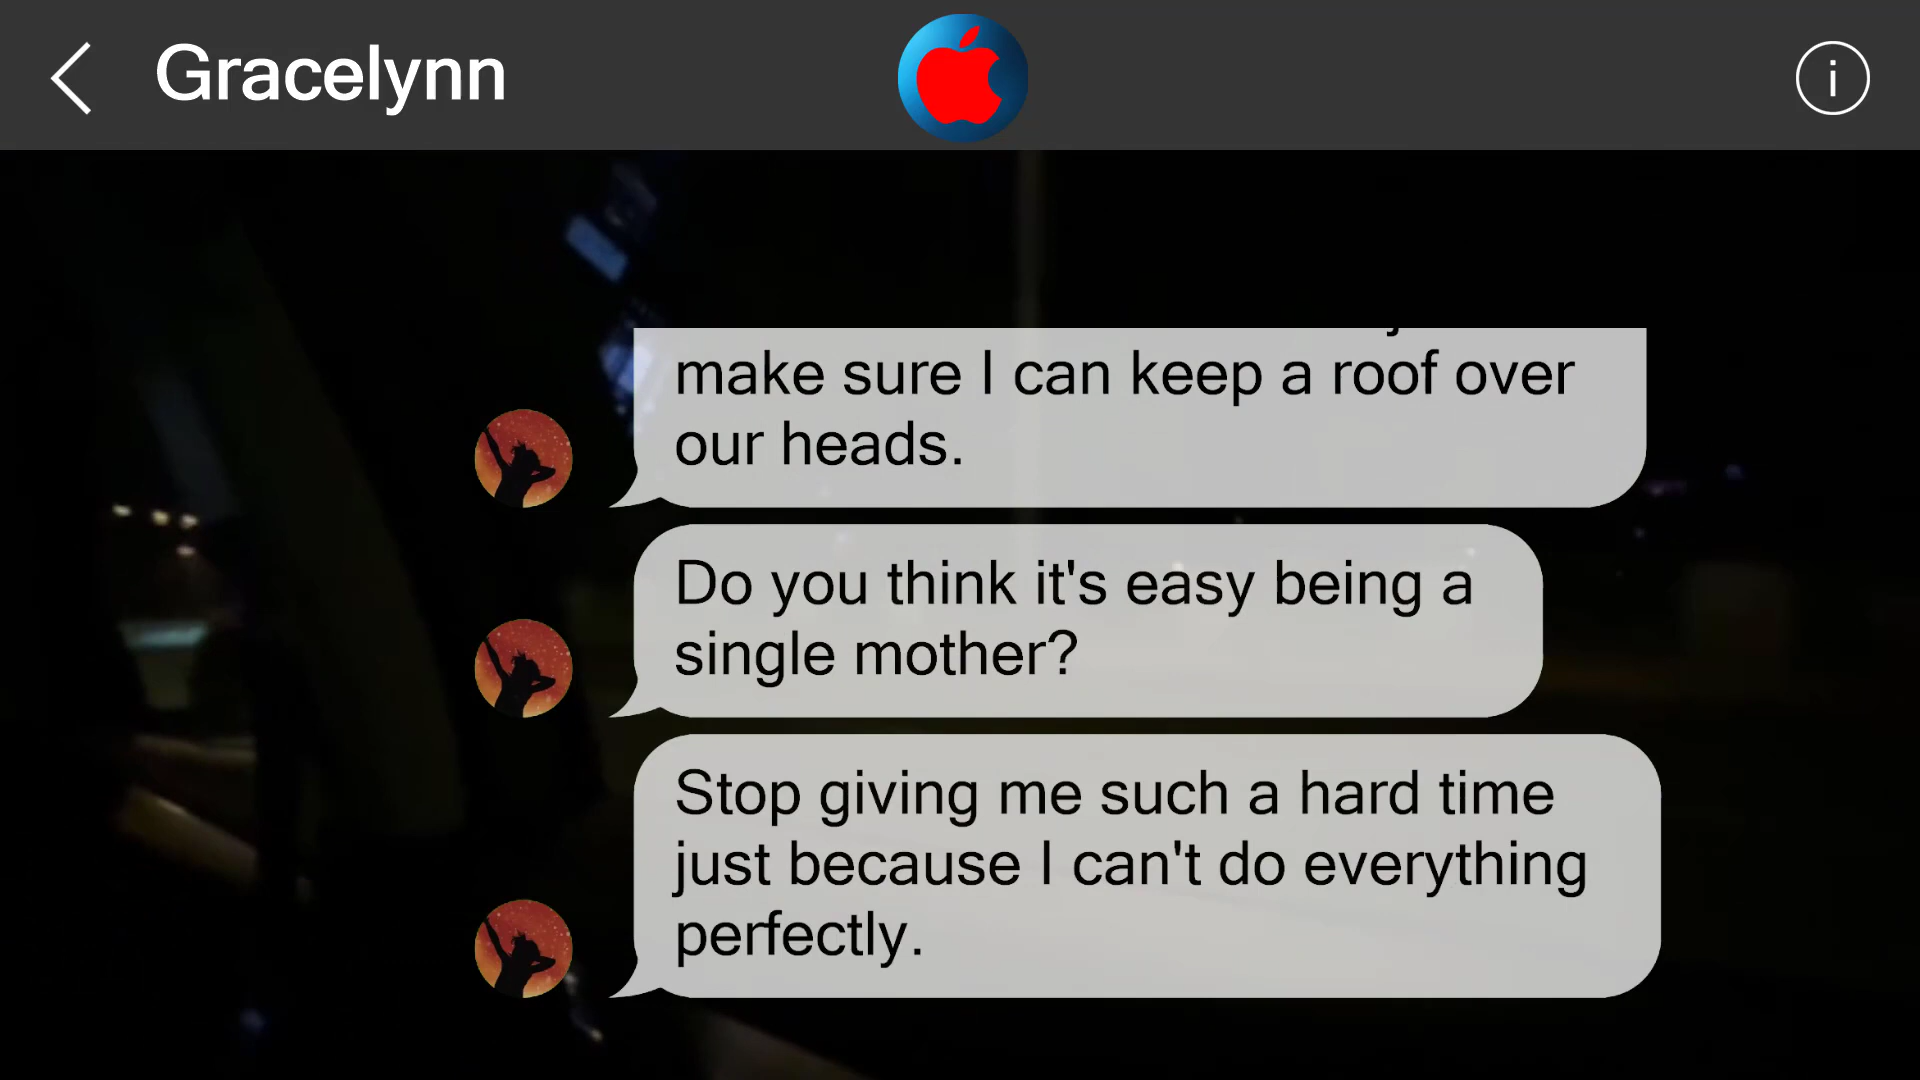 Gracelynn
i
make sure I can keep a roof over
our heads.
Do you think it's easy being a
single mother?
Stop giving me such a hard time
just because I can't do everything
perfectly.